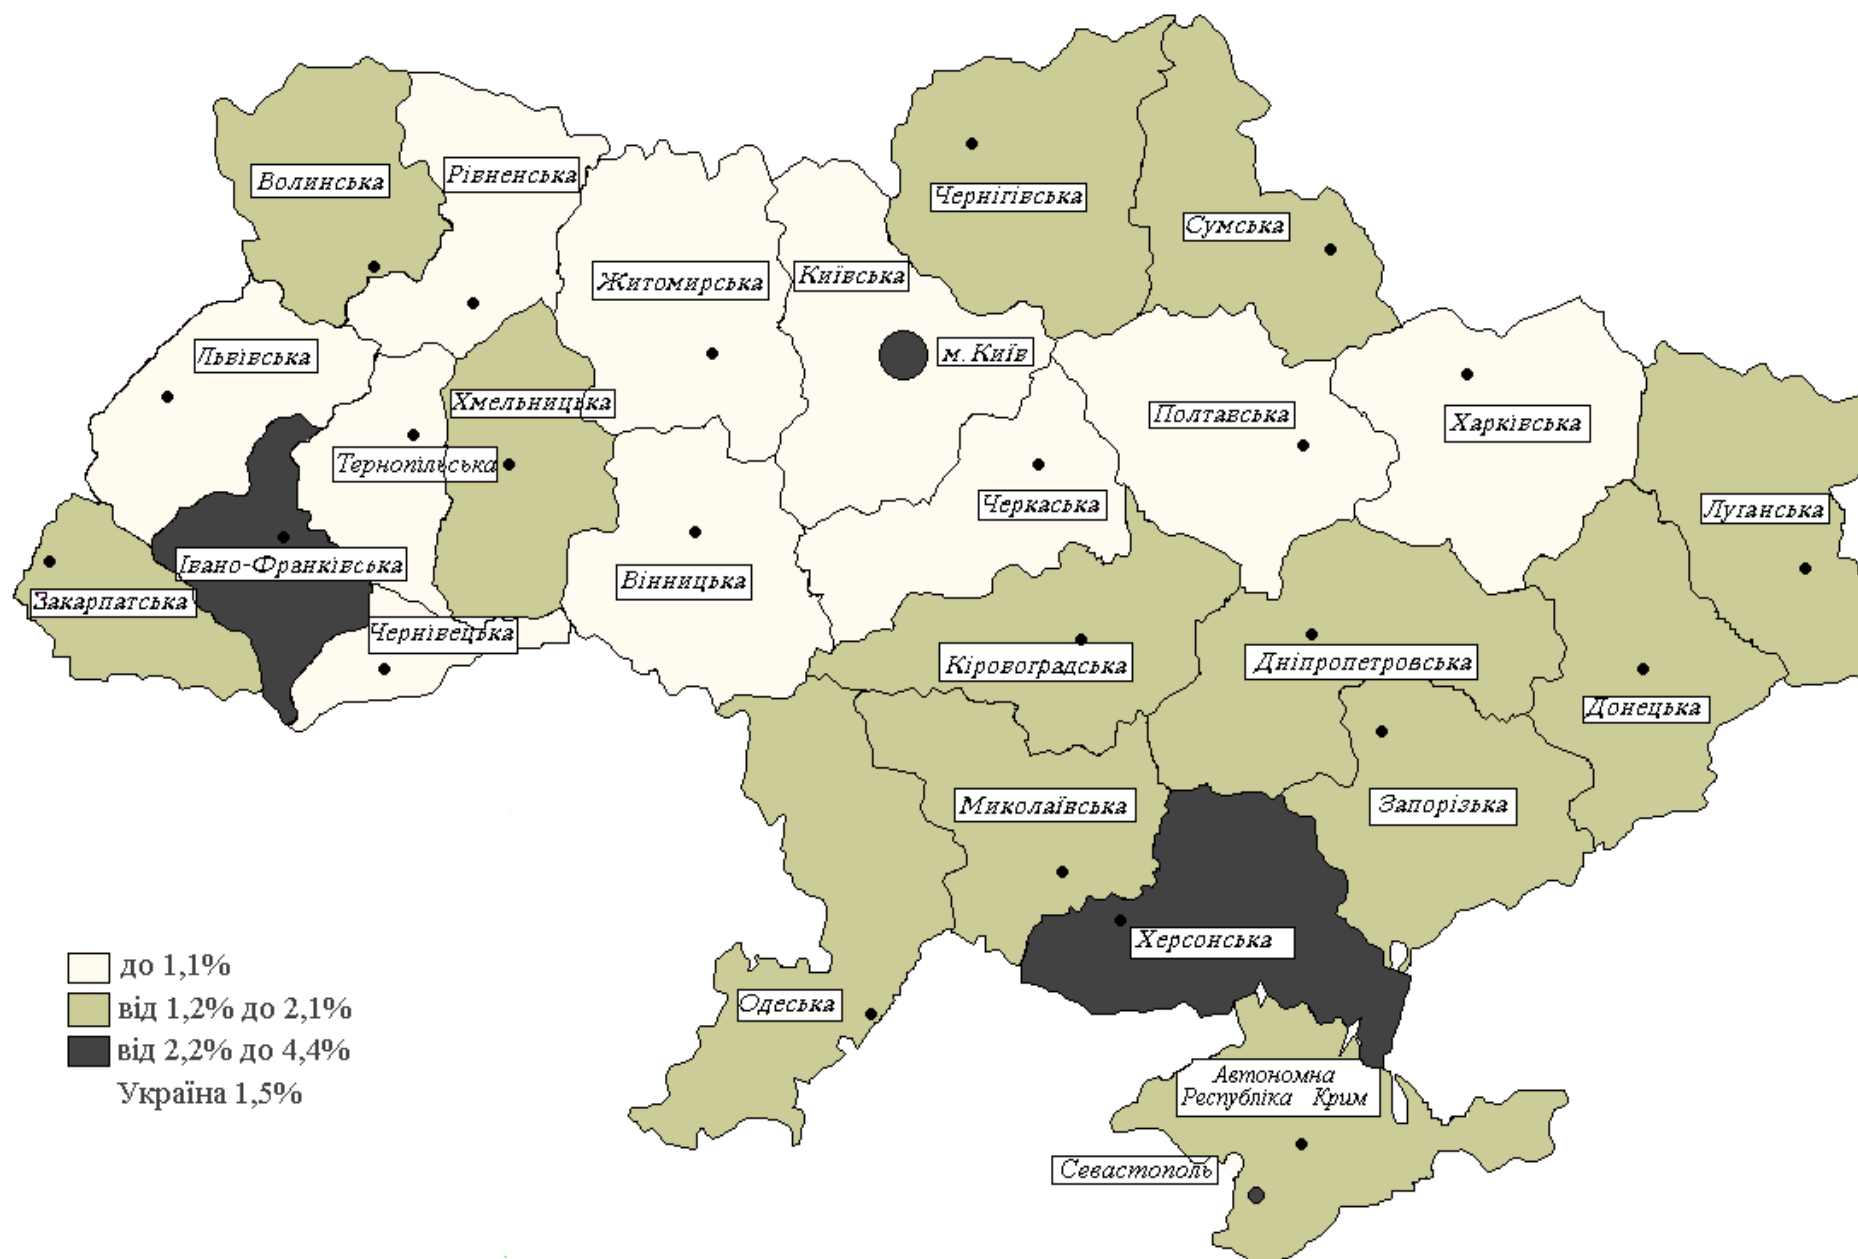 Волинська
Рівненська
Чернігівська
Сумська
Житомирська
Київська
Львівська
м. Київ
Хмельницька
Полтавська
Харківська
Тернопільська
Черкаська
Луганська
Івано-Франківська
Вінницька
Закарпатська
Чернівецька
Кіровоградська
Дніпропетровська
Донецька
Миколаївська
Запорізька
Херсонська
Одеська
до 1,1%
від 1,2% до 2,1%
від 2,2% до 4,4%
Україна 1,5%
Автономна
Республіка Крим
Севастополь